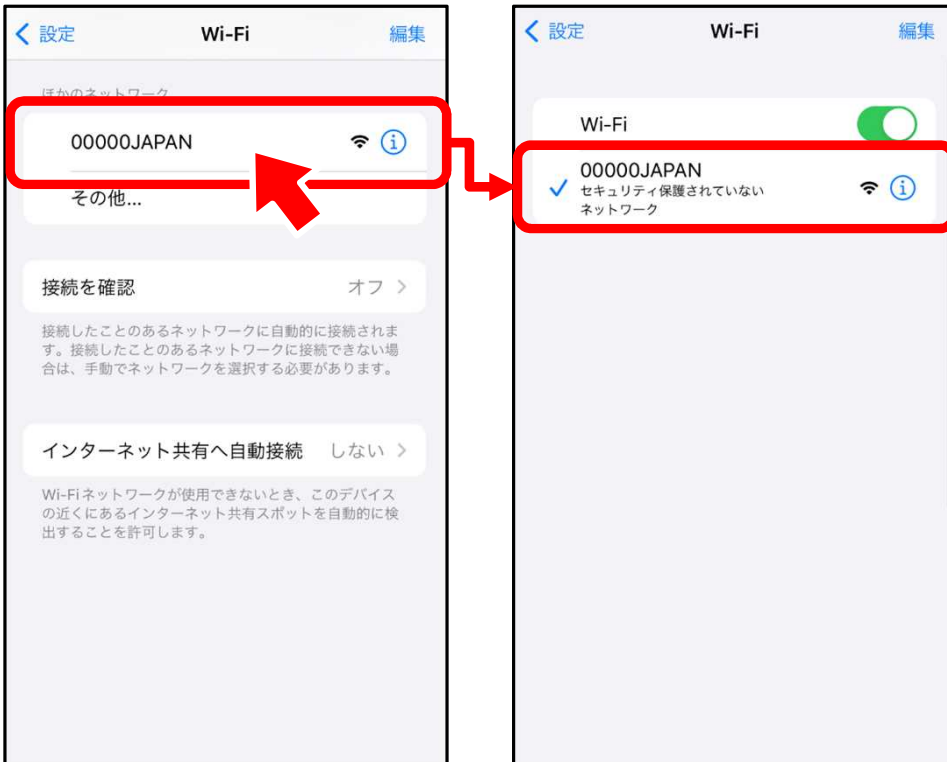 設定
Wi-Fi
編集
ほかのネットワーク
00000JAPAN
その他...
接続を確認
オフ
接続したことのあるネットワークに自動的に接続されま
す。接続したことのあるネットワークに接続できない場
合は、手動でネットワークを選択する必要があります。
インターネット共有へ自動接続
しない
Wi-Fiネットワークが使用できないとき、このデバイス
の近くにあるインターネット共有スポットを自動的に検
出することを許可します。
設定
Wi-Fi
編集
Wi-Fi
00000JAPAN
セキュリティ保護されていない
ネットワーク